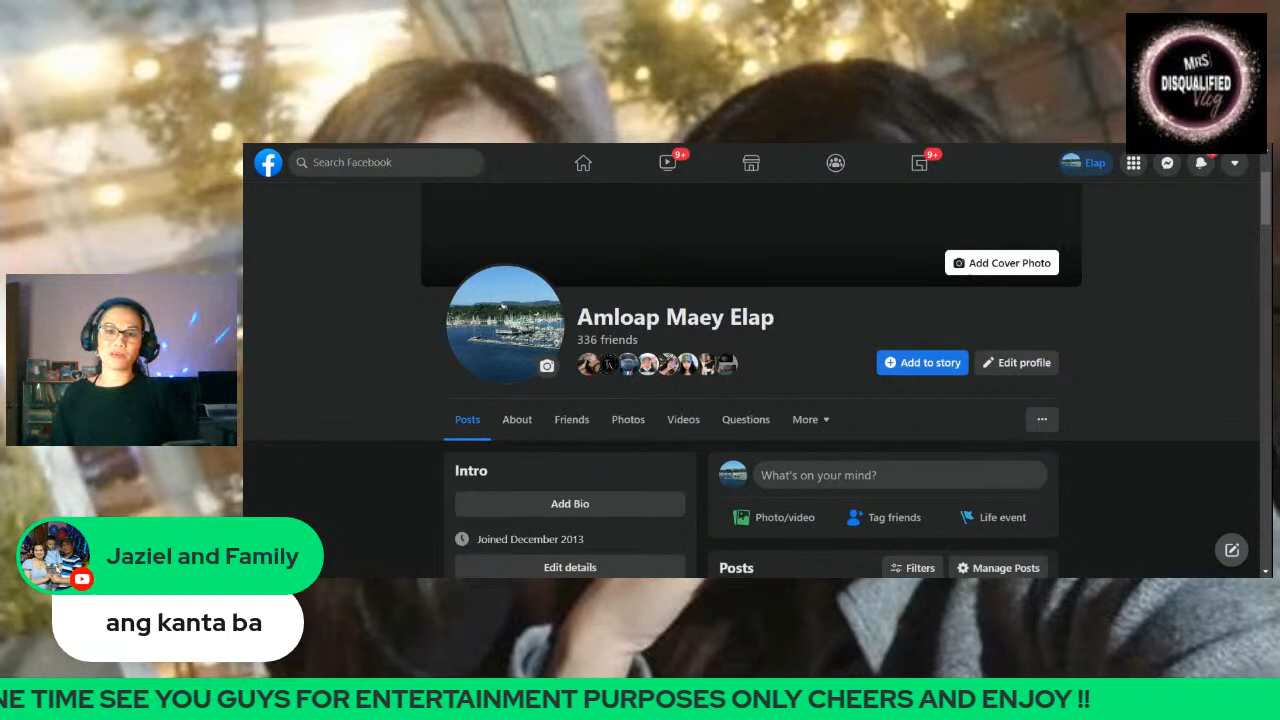 MRS
DISQUALIFIED
Vlog
Search Facebook
9+
9+
Elap
Add Cover Photo
Amloap Maey Elap
336 friends
Add to story
Edit profile
Posts
About
Friends
Photos
Videos
Questions
More
Intro
Add Bio
Joined December 2013
Edit details
What's on your mind?
Photo/video
Tag friends
Life event
Posts
Filters
Manage Posts
Jaziel and Family
ang kanta ba
NE TIME SEE YOU GUYS FOR ENTERTAINMENT PURPOSES ONLY CHEERS AND ENJOY !!